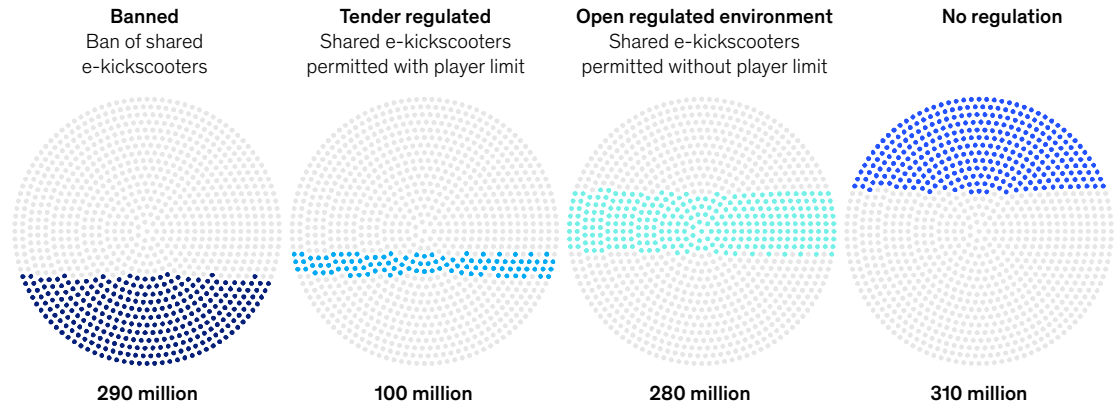 Banned
Ban of shared
e-kickscooters
Tender regulated
Shared e-kickscooters
permitted with player limit
Open regulated environment
Shared e-kickscooters
permitted without player limit
No regulation
290 million
100 million
280 million
310 million